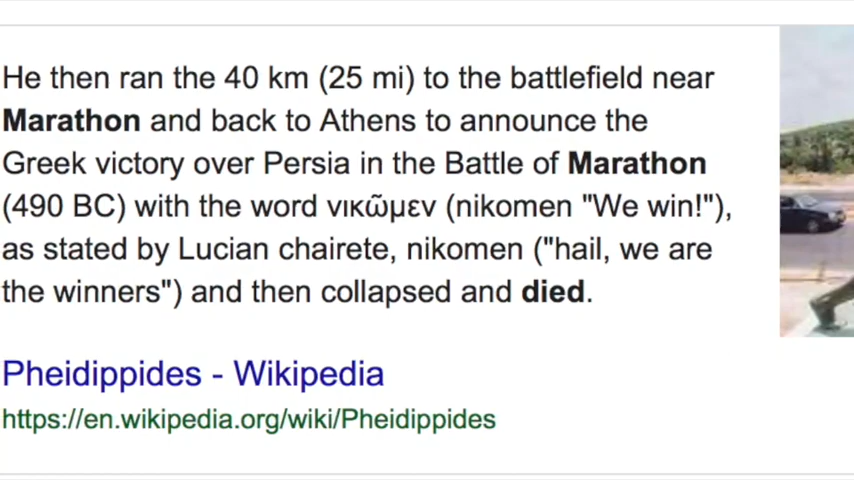 He then ran the 40 km (25 mi) to the battlefield near
Marathon and back to Athens to announce the
Greek victory over Persia in the Battle of Marathon
(490 BC) with the word νικῶμεν (nikomen "We win!"),
as stated by Lucian chairete, nikomen ("hail, we are
the winners") and then collapsed and died.
Pheidippides - Wikipedia
https://en.wikipedia.org/wiki/Pheidippides